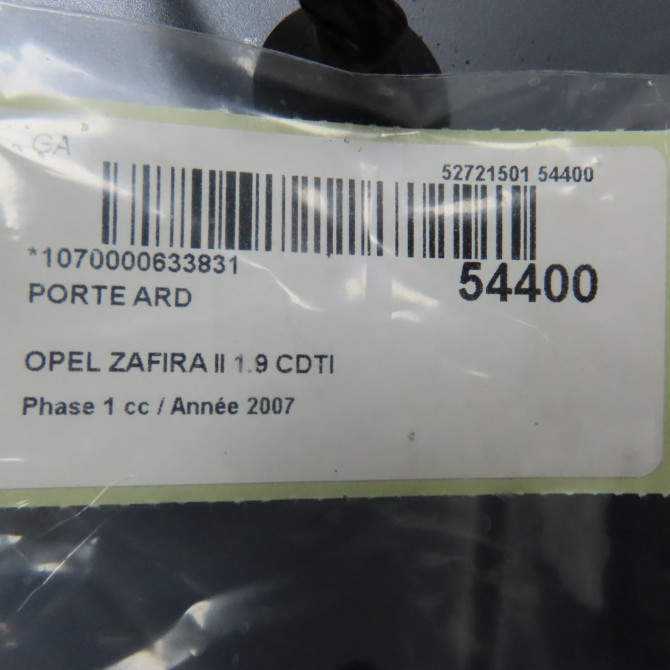 GA
52721501 54400
*1070000633831
54400
PORTE ARD
OPEL ZAFIRA II 1.9 CDTI
Phase 1 cc / Année 2007